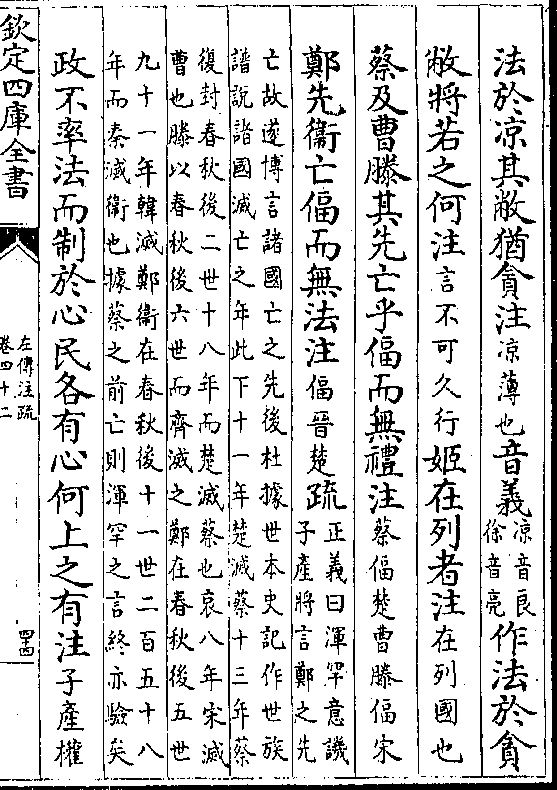 法於凉其敝猶貪注凉薄也音義凉音良徐音亮作法於貪
敝將若之何注言不可久行姬在列者注在列國也
蔡及曹滕其先亡乎偪而無禮注蔡偪楚曹滕偪宋
鄭先衞亡偪而無法注偪晉楚疏正義曰渾罕意譏子產將言鄭之先
亡故遂博言諸國亡之先後杜據世本史記作世族
譜說諸國滅亡之年此下十一年楚滅蔡十三年蔡
復封春秋後二世十八年而楚滅蔡也哀八年宋滅
曹也滕以春秋後六世而齊滅之鄭在春秋後五世
九十一年韓滅鄭衞在春秋後十一世二百五十八
年而秦滅衞也據蔡之前亡則渾罕之言終亦驗矣
政不率法而制於心民各有心何上之有注子產權
欽定四庫全書
左傳注疏
卷四十二
四